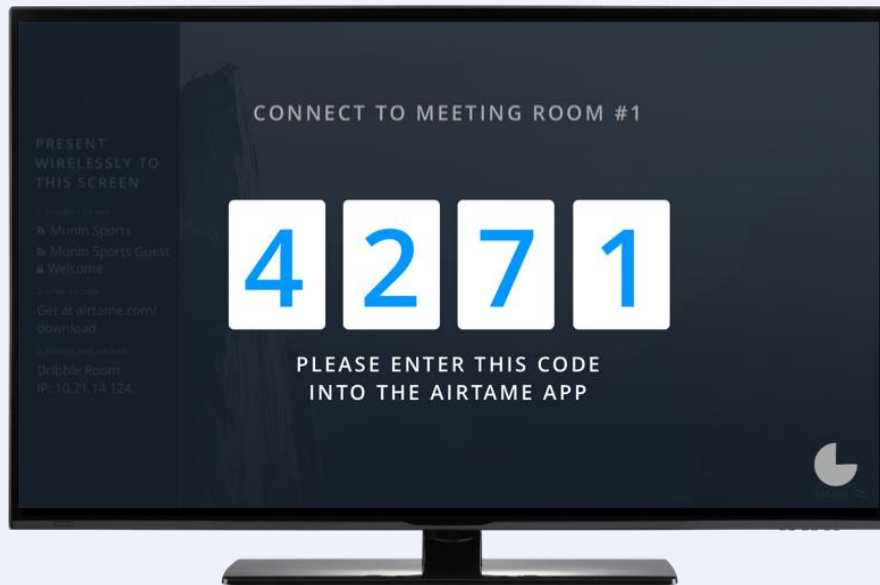 CONNECT TO MEETING ROOM #1
PRESENT
WIRELESSLY TO
THIS SCREEN
Munin Sports
Munin Sports Guest
Welcome
Get at airtame.com/
download
Dribble Room
IP: 10.21.14.124
4 2 7 1
PLEASE ENTER THIS CODE
INTO THE AIRTAME APP